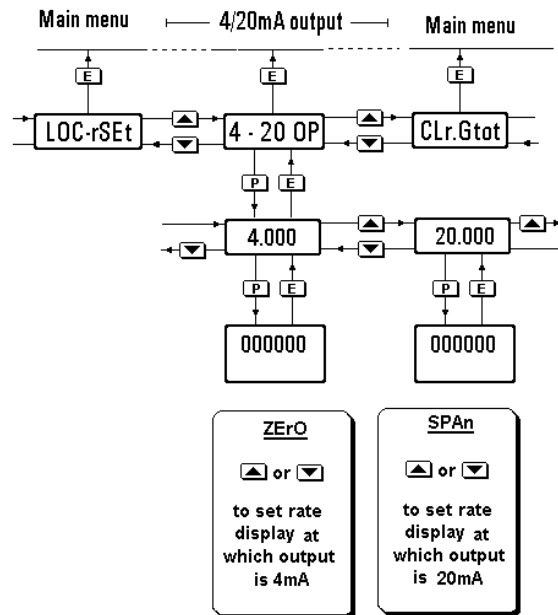 Main menu
4/20mA output
Main menu
E
E
E
LOC-rSEt
4 - 20 OP
CLr.Gtot
P
E
4.000
20.000
P
E
P
E
000000
000000
ZErO
or
to set rate
display at
which output
is 4mA
SPAn
or
to set rate
display at
which output
is 20mA